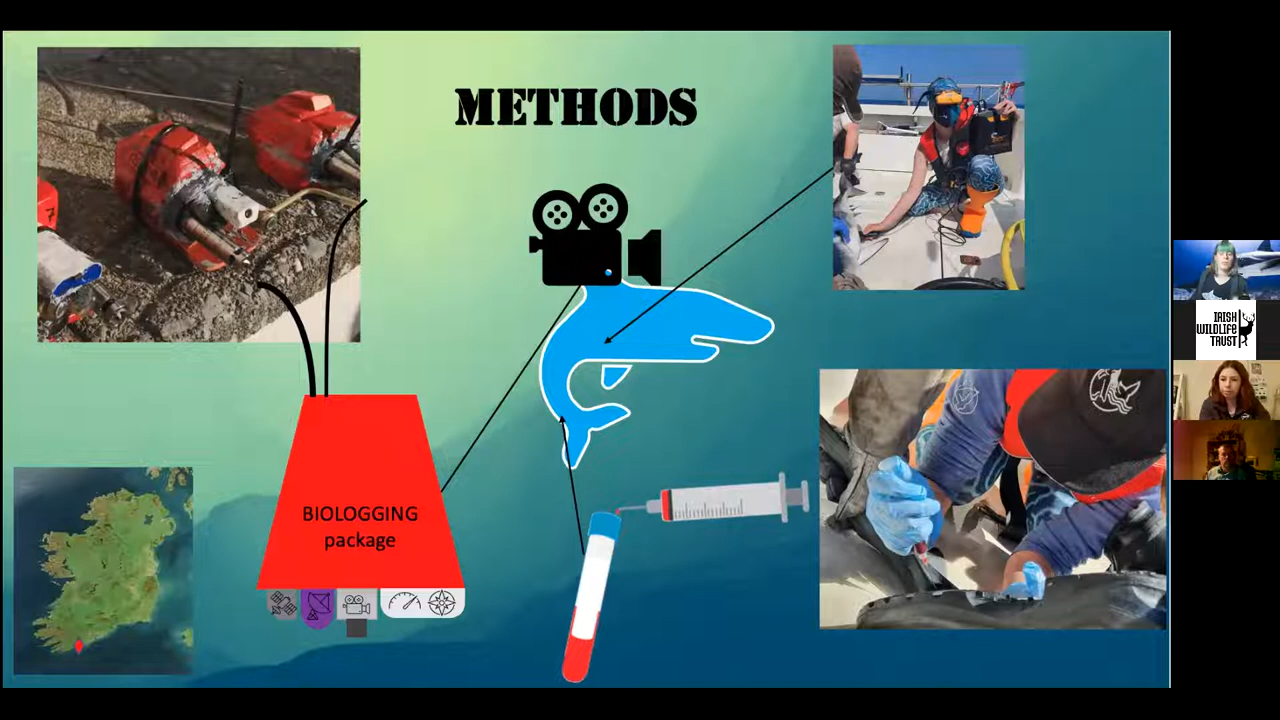 METHODS
BIOLOGGING
package
IRISH
WILDLIFE
TRUST